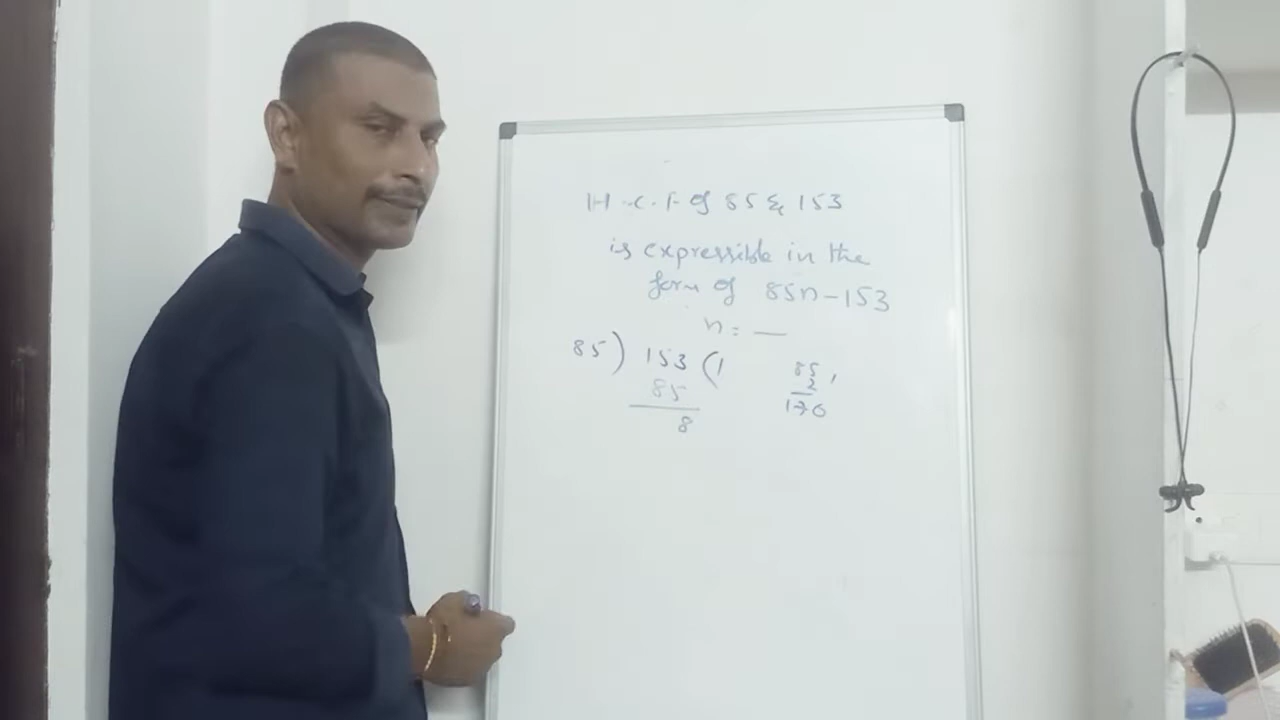 H.C.F of 85 & 153
is expressible in the
form of 85n-153
n = __
85) 153 (1
85
8
85
2
170